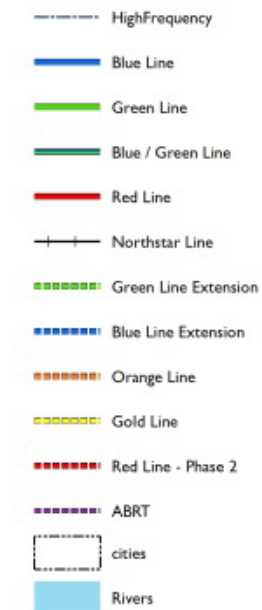 HighFrequency
Blue Line
Green Line
Blue / Green Line
Red Line
Northstar Line
Green Line Extension
Blue Line Extension
Orange Line
Gold Line
Red Line - Phase 2
ABRT
cities
Rivers